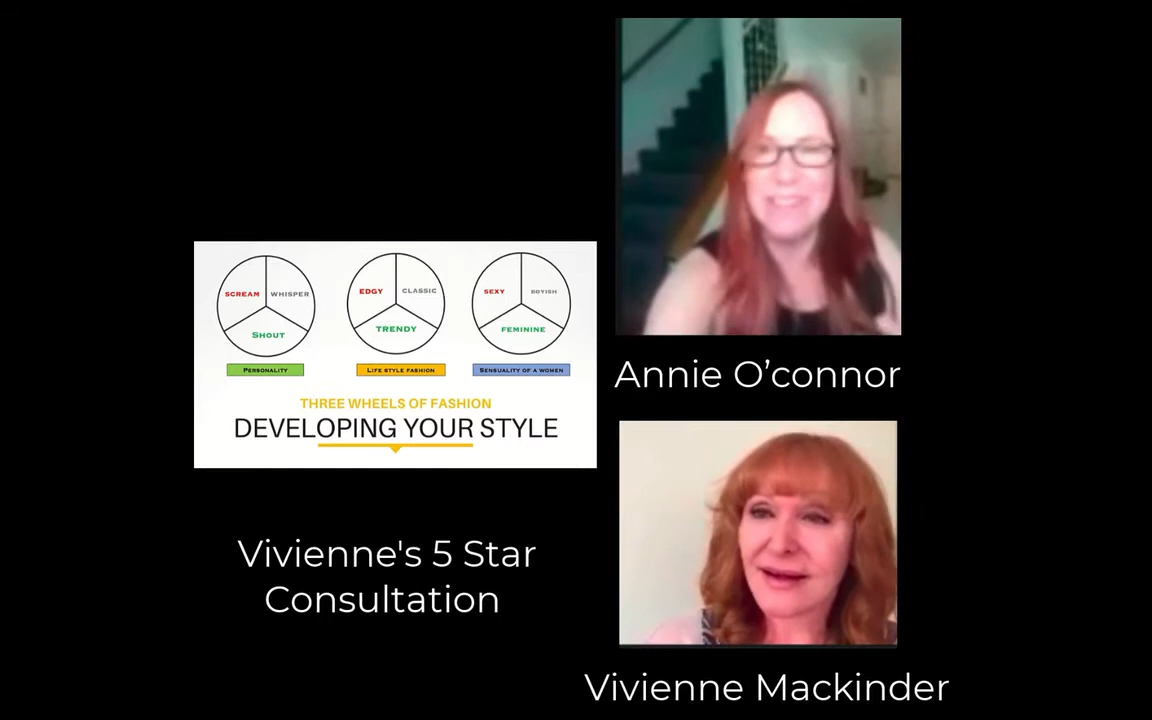 SCREAM
WHISPER
SHOUT
PERSONALITY
EDGY
CLASSIC
TRENDY
LIFE STYLE FASHION
SEXY
BOYISH
FEMININE
SENSUALITY OF A WOMEN
THREE WHEELS OF FASHION
DEVELOPING YOUR STYLE
Vivienne's 5 Star
Consultation
Annie O’connor
Vivienne Mackinder